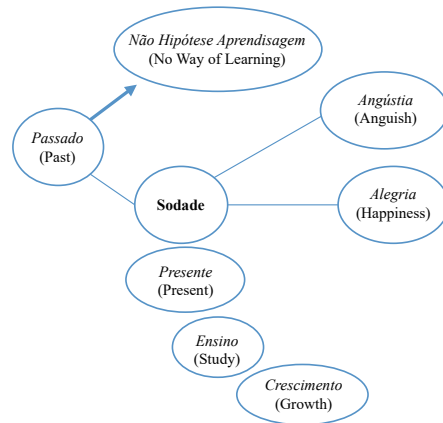 Não Hipótese Aprendisagem
(No Way of Learning)
Angústia
(Anguish)
Passado
(Past)
Sodade
Alegria
(Happiness)
Presente
(Present)
Ensino
(Study)
Crescimento
(Growth)